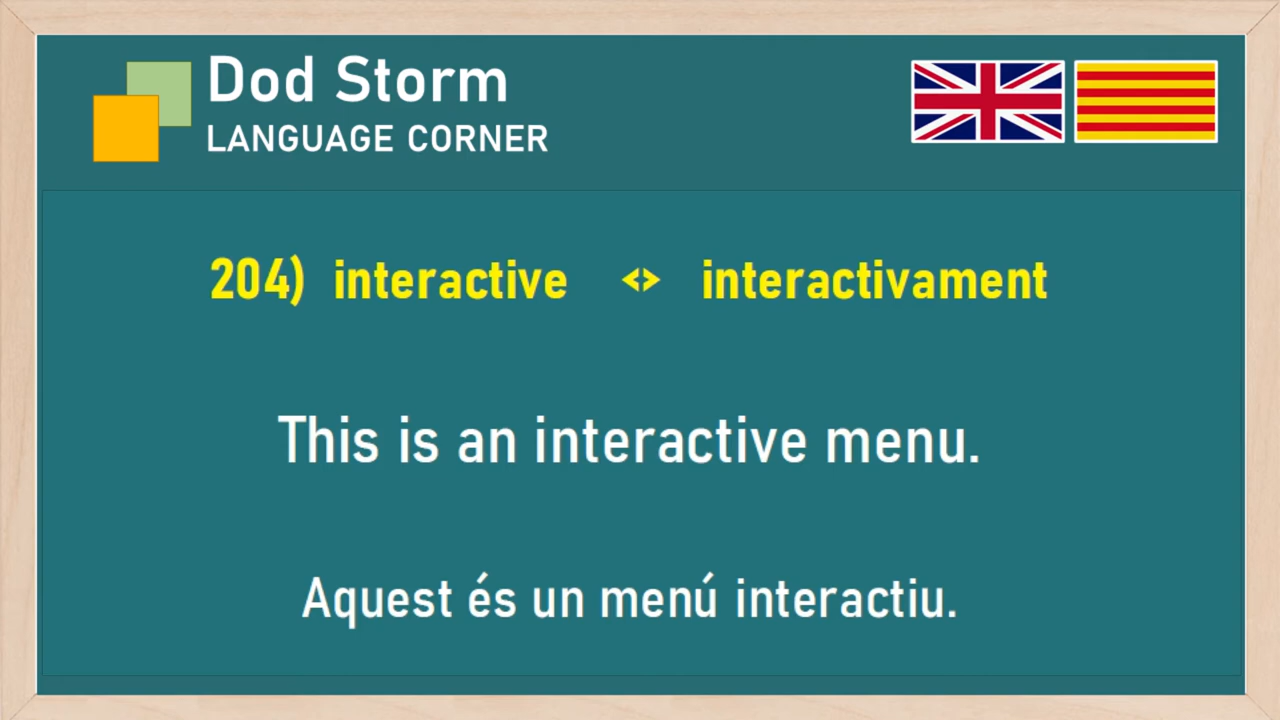 Dod Storm
LANGUAGE CORNER
204) interactive <> interactivament
This is an interactive menu.
Aquest és un menú interactiu.